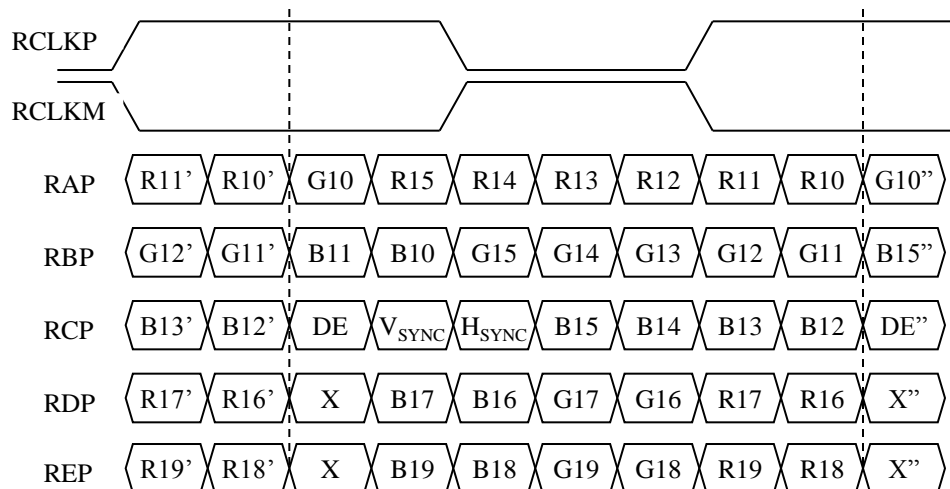 RCLKP
RCLKM
RAP R11’ R10’ G10 R15 R14 R13 R12 R11 R10 G10”
RBP G12’ G11’ B11 B10 G15 G14 G13 G12 G11 B15”
RCP B13’ B12’ DE VSYNC HSYNC B15 B14 B13 B12 DE”
RDP R17’ R16’ X B17 B16 G17 G16 R17 R16 X”
REP R19’ R18’ X B19 B18 G19 G18 R19 R18 X”